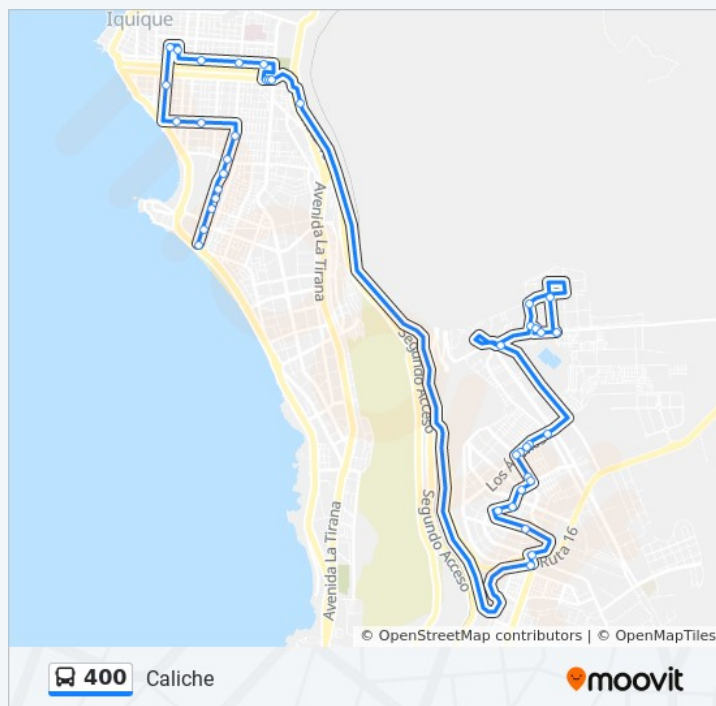 Iquique
Avenida La Tirana
Segundo Acceso
Los Á
Segundo Acceso
Ruta 16
Avenida La Tirana
© OpenStreetMap contributors | © OpenMapTiles
400 Caliche
moovit